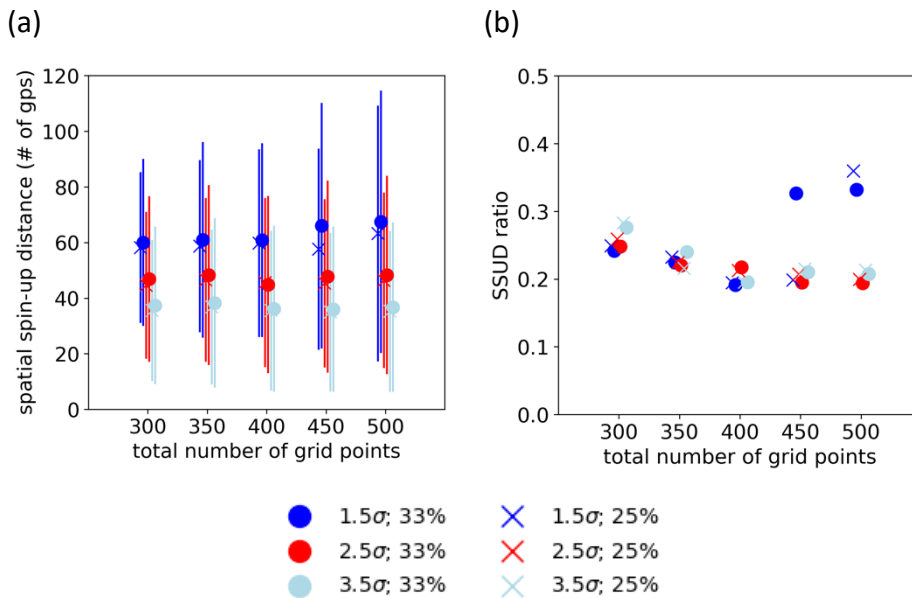 (a)
spatial spin-up distance (# of gps)
120
100
80
60
40
20
0
300 350 400 450 500
total number of grid points
(b)
SSUD ratio
0.5
0.4
0.3
0.2
0.1
0.0
300 350 400 450 500
total number of grid points
1.5σ; 33%
2.5σ; 33%
3.5σ; 33%
1.5σ; 25%
2.5σ; 25%
3.5σ; 25%